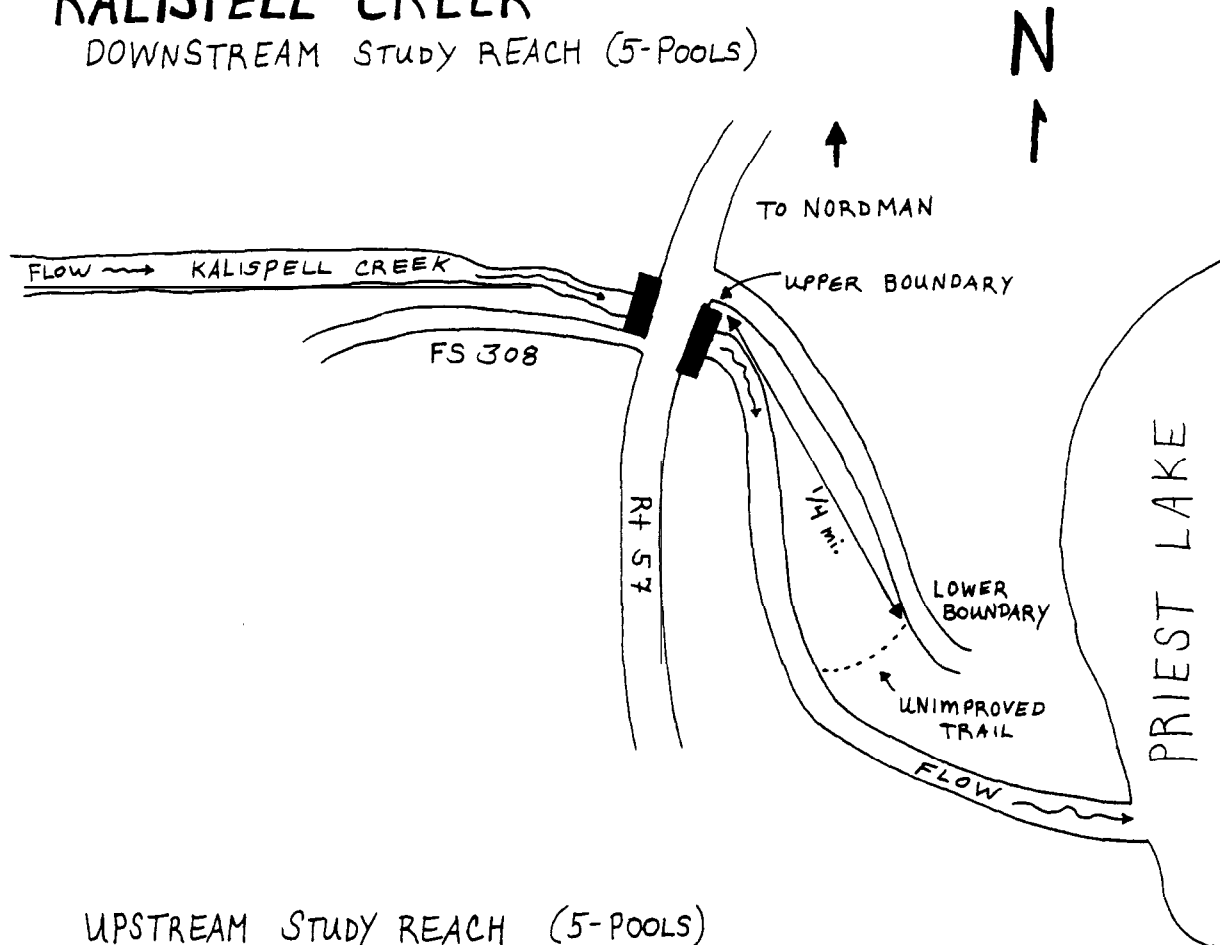 KALISPELL CREEK
DOWNSTREAM STUDY REACH (5-POOLS)
N
TO NORDMAN
FLOW
KALISPELL CREEK
UPPER BOUNDARY
FS 308
1/4 mi.
Rt 57
LOWER
BOUNDARY
UNIMPROVED
TRAIL
PRIEST LAKE
FLOW
UPSTREAM STUDY REACH (5-POOLS)